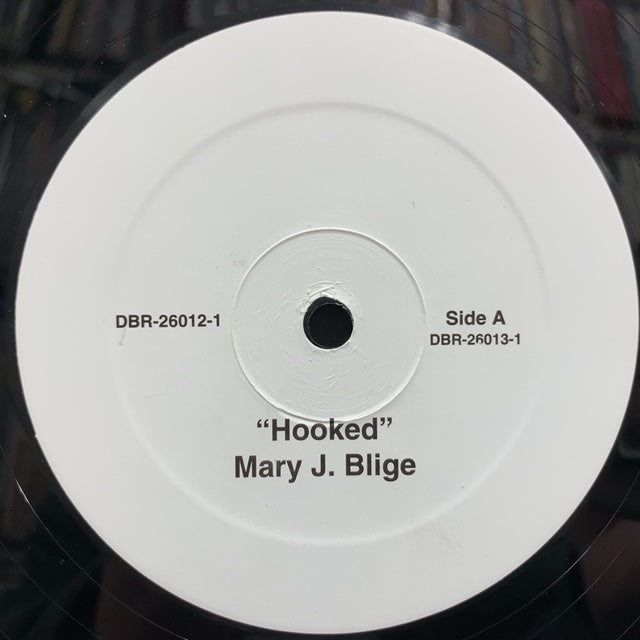 DBR-26012-1
Side A
DBR-26013-1
“Hooked”
Mary J. Blige